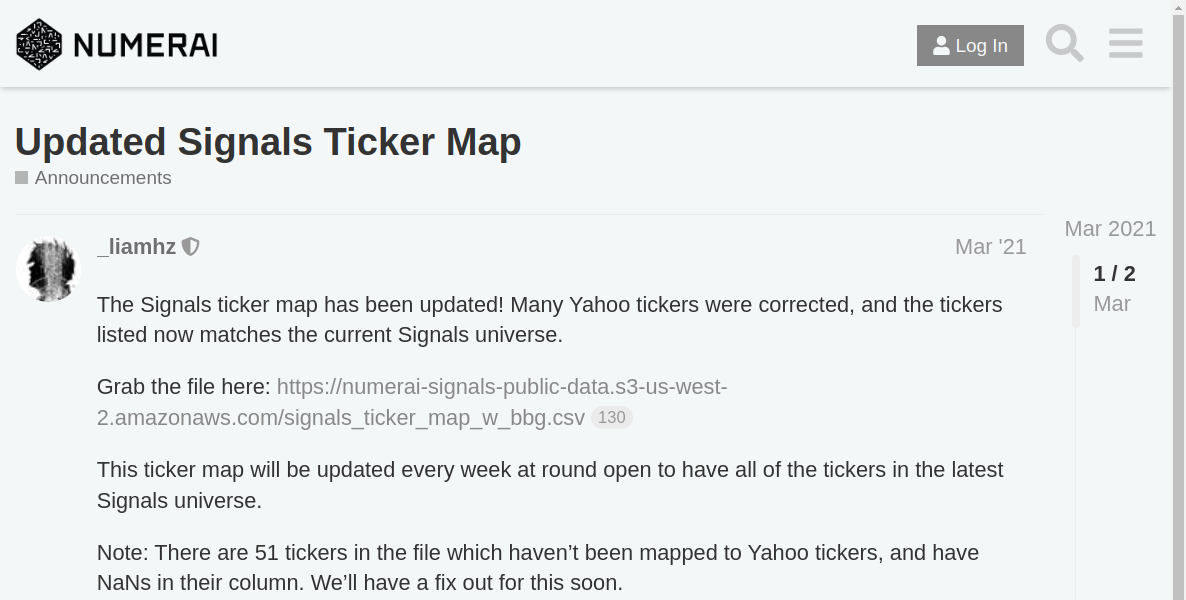 NUMERAI
Log In
Updated Signals Ticker Map
Announcements
Mar 2021
_liamhz
Mar '21
1 / 2
Mar
The Signals ticker map has been updated! Many Yahoo tickers were corrected, and the tickers
listed now matches the current Signals universe.
Grab the file here: https://numerai-signals-public-data.s3-us-west-
2.amazonaws.com/signals_ticker_map_w_bbg.csv 130
This ticker map will be updated every week at round open to have all of the tickers in the latest
Signals universe.
Note: There are 51 tickers in the file which haven’t been mapped to Yahoo tickers, and have
NaNs in their column. We’ll have a fix out for this soon.